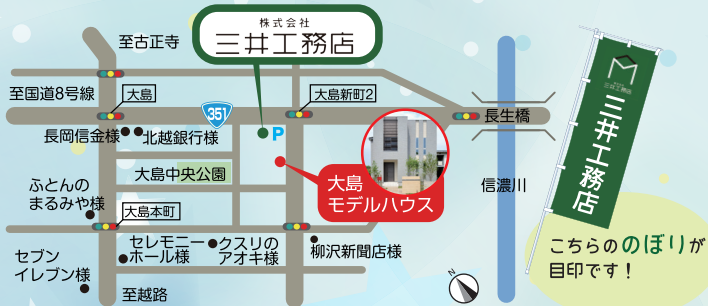 至古正寺
株式会社
三井工務店
至国道8号線
大島
351
大島新町2
長生橋
長岡信金様
北越銀行様
P
大島中央公園
大島
モデルハウス
信濃川
三井工務店
三井工務店
ふとんの
まるみや様
大島本町
セブン
イレブン様
セレモニー
ホール様
クスリの
アオキ様
柳沢新聞店様
至越路
N
こちらののぼりが
目印です！